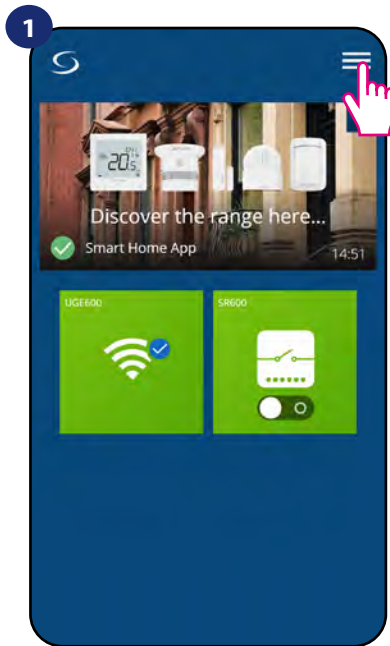 1
Discover the range here...
Smart Home App
14:51
UGE600
SR600